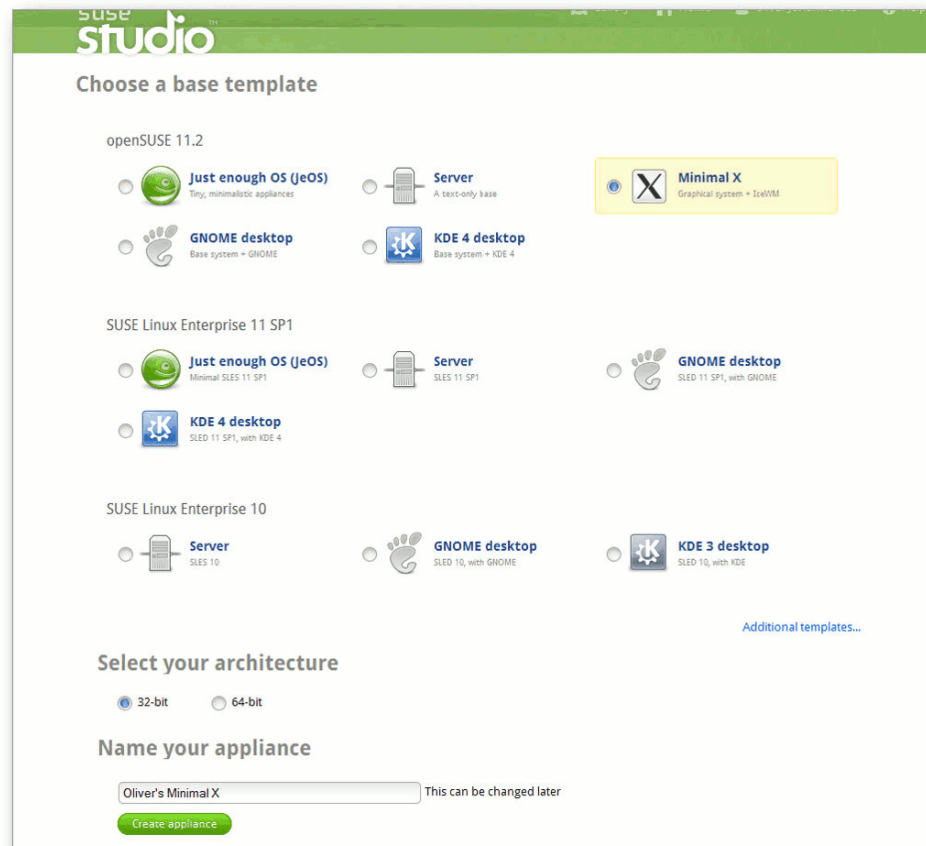 suse
studio™
Choose a base template
openSUSE 11.2
Just enough OS (JeOS)
Tiny, minimalistic appliances
Server
A text-only base
Minimal X
Graphical system + IceWM
GNOME desktop
Base system + GNOME
KDE 4 desktop
Base system + KDE 4
SUSE Linux Enterprise 11 SP1
Just enough OS (JeOS)
Minimal SLES 11 SP1
Server
SLES 11 SP1
GNOME desktop
SLED 11 SP1, with GNOME
KDE 4 desktop
SLED 11 SP1, with KDE 4
SUSE Linux Enterprise 10
Server
SLES 10
GNOME desktop
SLED 10, with GNOME
KDE 3 desktop
SLED 10, with KDE
Additional templates...
Select your architecture
32-bit 64-bit
Name your appliance
Oliver's Minimal X This can be changed later
Create appliance